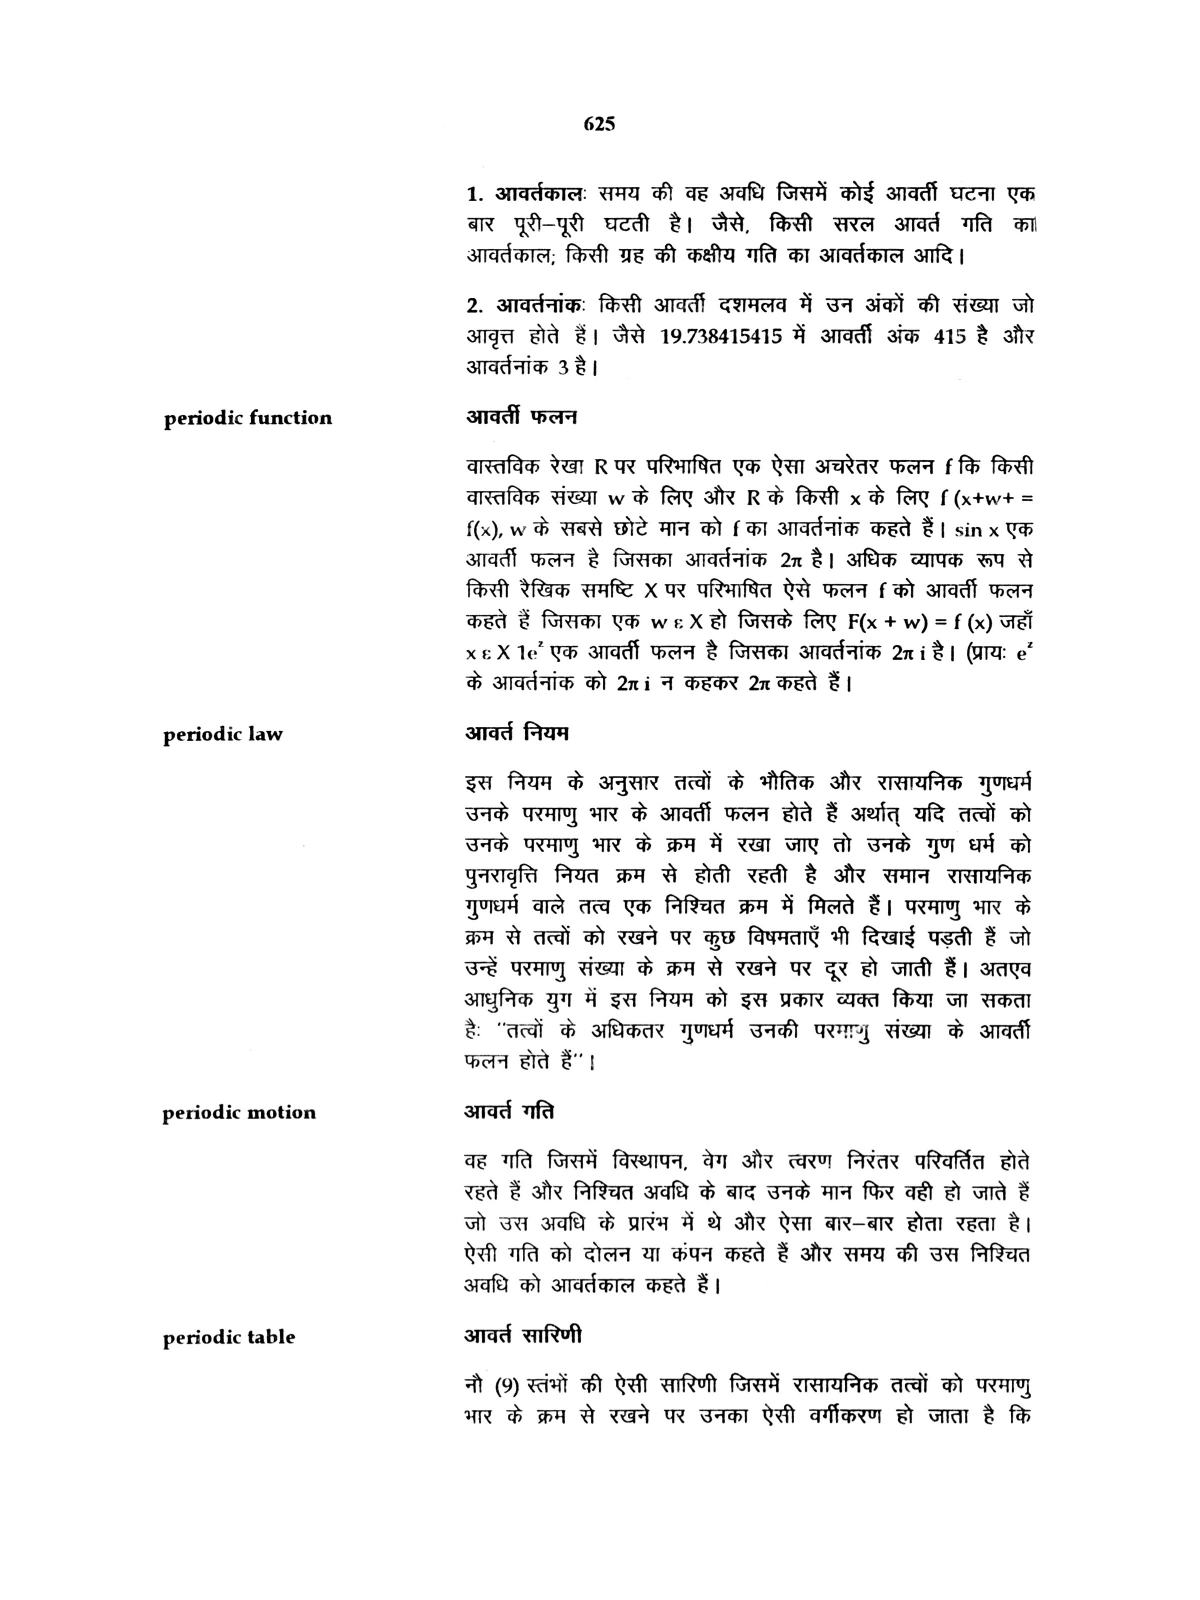 625
1. आवर्तकालः समय की वह अवधि जिसमें कोई आवर्ती घटना एक
बार पूरी–पूरी घटती है। जैसे, किसी सरल आवर्त गति का
आवर्तकाल; किसी ग्रह की कक्षीय गति का आवर्तकाल आदि।
2. आवर्तनांकः किसी आवर्ती दशमलव में उन अंकों की संख्या जो
आवृत्त होते हैं। जैसे 19.738415415 में आवर्ती अंक 415 है और
आवर्तनांक 3 है।
periodic function आवर्ती फलन
वास्तविक रेखा R पर परिभाषित एक ऐसा अचरेतर फलन f कि किसी
वास्तविक संख्या w के लिए और R के किसी x के लिए f (x+w+ =
f(x), w के सबसे छोटे मान को f का आवर्तनांक कहते हैं। sin x एक
आवर्ती फलन है जिसका आवर्तनांक 2π है। अधिक व्यापक रूप से
किसी रैखिक समष्टि X पर परिभाषित ऐसे फलन f को आवर्ती फलन
कहते हैं जिसका एक w ε X हो जिसके लिए F(x + w) = f (x) जहाँ
x ε X 1eᶻ एक आवर्ती फलन है जिसका आवर्तनांक 2π i है। (प्रायः eᶻ
के आवर्तनांक को 2π i न कहकर 2π कहते हैं।
periodic law आवर्त नियम
इस नियम के अनुसार तत्वों के भौतिक और रासायनिक गुणधर्म
उनके परमाणु भार के आवर्ती फलन होते हैं अर्थात् यदि तत्वों को
उनके परमाणु भार के क्रम में रखा जाए तो उनके गुण धर्म को
पुनरावृत्ति नियत क्रम से होती रहती है और समान रासायनिक
गुणधर्म वाले तत्व एक निश्चित क्रम में मिलते हैं। परमाणु भार के
क्रम से तत्वों को रखने पर कुछ विषमताएँ भी दिखाई पड़ती हैं जो
उन्हें परमाणु संख्या के क्रम से रखने पर दूर हो जाती हैं। अतएव
आधुनिक युग में इस नियम को इस प्रकार व्यक्त किया जा सकता
हैः "तत्वों के अधिकतर गुणधर्म उनकी परमाणु संख्या के आवर्ती
फलन होते हैं"।
periodic motion आवर्त गति
वह गति जिसमें विस्थापन, वेग और त्वरण निरंतर परिवर्तित होते
रहते हैं और निश्चित अवधि के बाद उनके मान फिर वही हो जाते हैं
जो उस अवधि के प्रारंभ में थे और ऐसा बार–बार होता रहता है।
ऐसी गति को दोलन या कंपन कहते हैं और समय की उस निश्चित
अवधि को आवर्तकाल कहते हैं।
periodic table आवर्त सारिणी
नौ (9) स्तंभों की ऐसी सारिणी जिसमें रासायनिक तत्वों को परमाणु
भार के क्रम से रखने पर उनका ऐसी वर्गीकरण हो जाता है कि